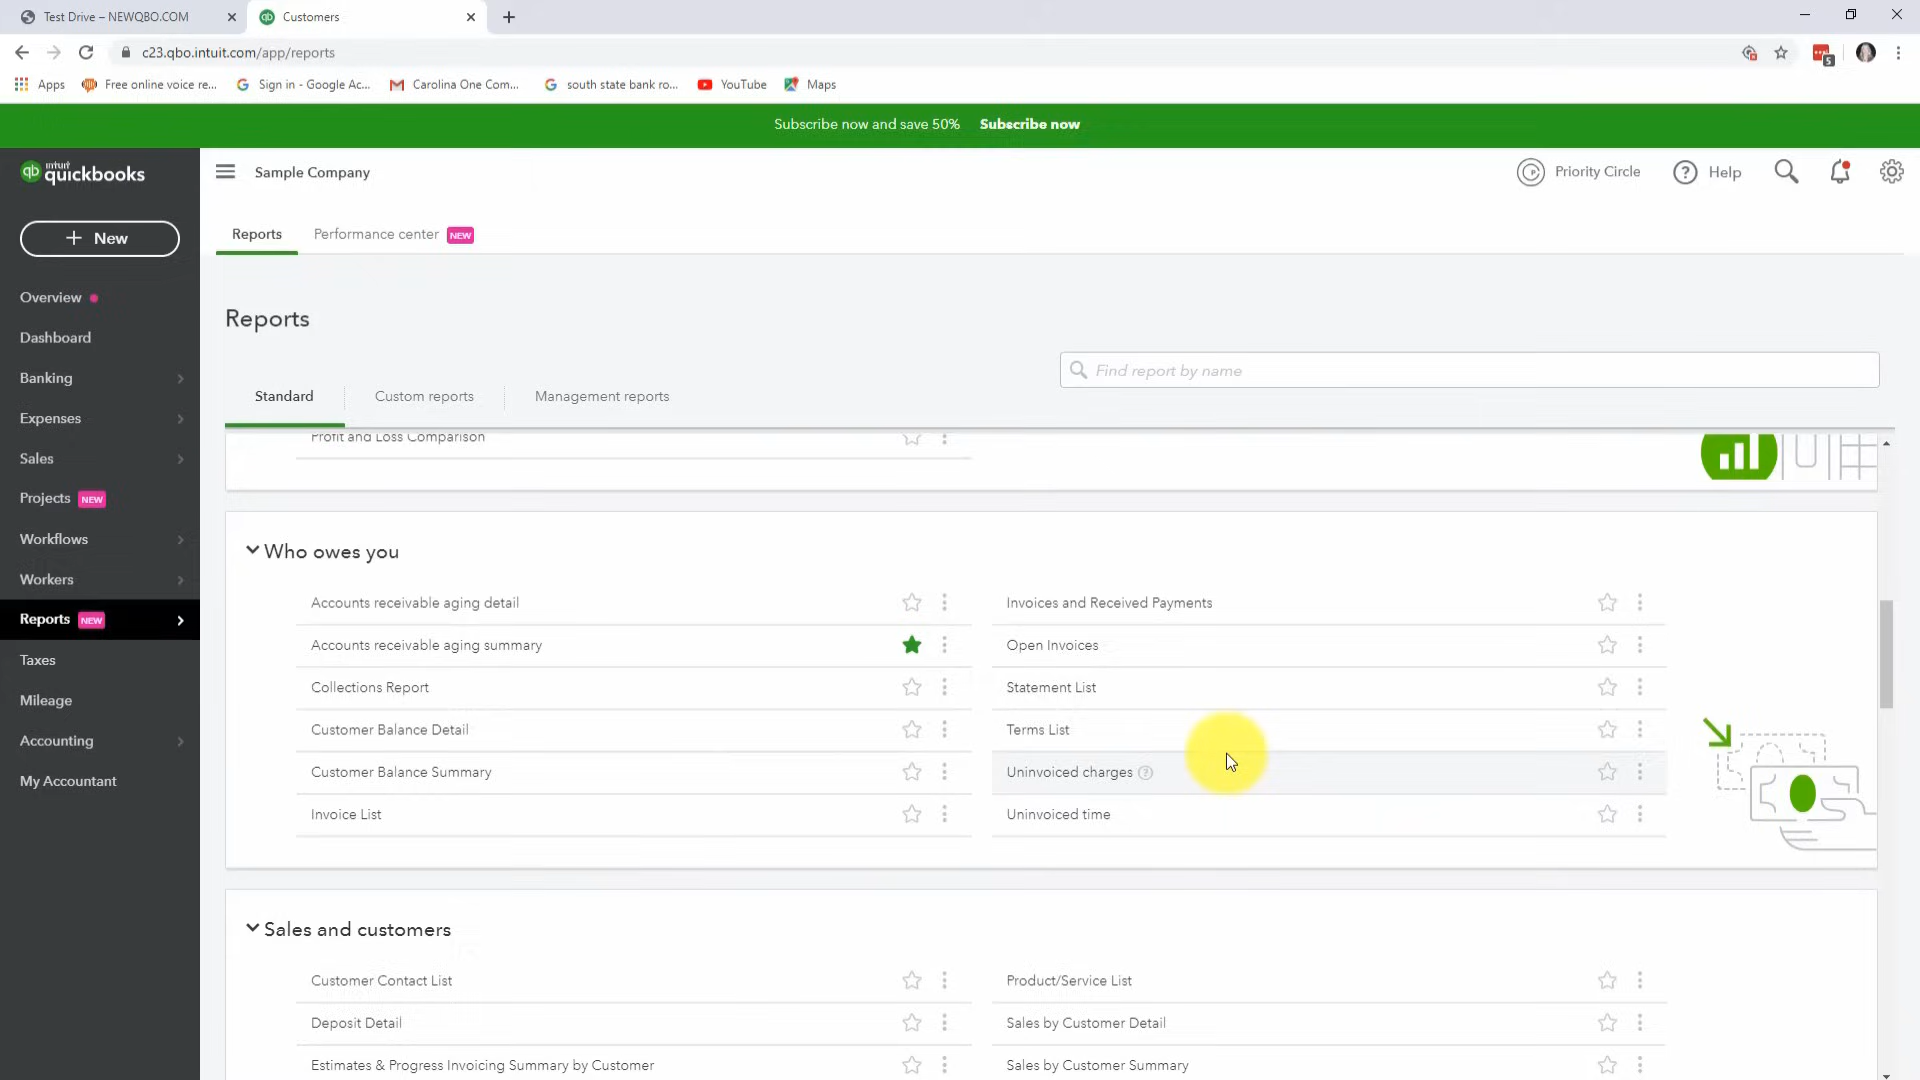 Test Drive – NEWQBO.COM
Customers
c23.qbo.intuit.com/app/reports
5
Apps
Free online voice re...
Sign in - Google Ac...
Carolina One Com...
south state bank ro...
YouTube
Maps
Subscribe now and save 50% Subscribe now
intuit
quickbooks
Sample Company
Priority Circle
Help
New
Reports
Performance center NEW
Overview
Dashboard
Banking
Expenses
Sales
Projects NEW
Workflows
Workers
Reports NEW
Taxes
Mileage
Accounting
My Accountant
Reports
Find report by name
Standard
Custom reports
Management reports
Profit and Loss Comparison
Who owes you
Accounts receivable aging detail
Invoices and Received Payments
Accounts receivable aging summary
Open Invoices
Collections Report
Statement List
Customer Balance Detail
Terms List
Customer Balance Summary
Uninvoiced charges
Invoice List
Uninvoiced time
Sales and customers
Customer Contact List
Product/Service List
Deposit Detail
Sales by Customer Detail
Estimates & Progress Invoicing Summary by Customer
Sales by Customer Summary